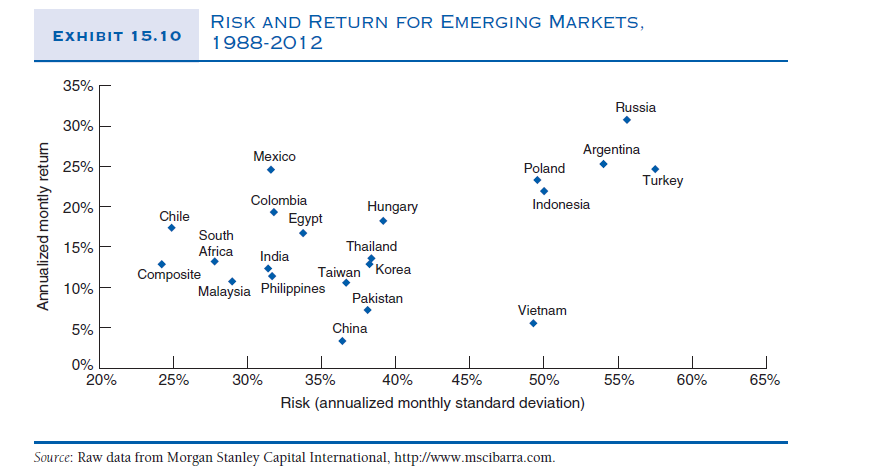 EXHIBIT 15.10
RISK AND RETURN FOR EMERGING MARKETS,
1988-2012
Annualized montly return
35%
30%
25%
20%
15%
10%
5%
0%
Russia
Argentina
Mexico
Poland
Turkey
Colombia
Hungary
Indonesia
Chile
Egypt
South
Africa
Thailand
India
Composite
Taiwan
Korea
Malaysia
Philippines
Pakistan
Vietnam
China
20%
25%
30%
35%
40%
45%
50%
55%
60%
65%
Risk (annualized monthly standard deviation)
Source: Raw data from Morgan Stanley Capital International, http://www.mscibarra.com.